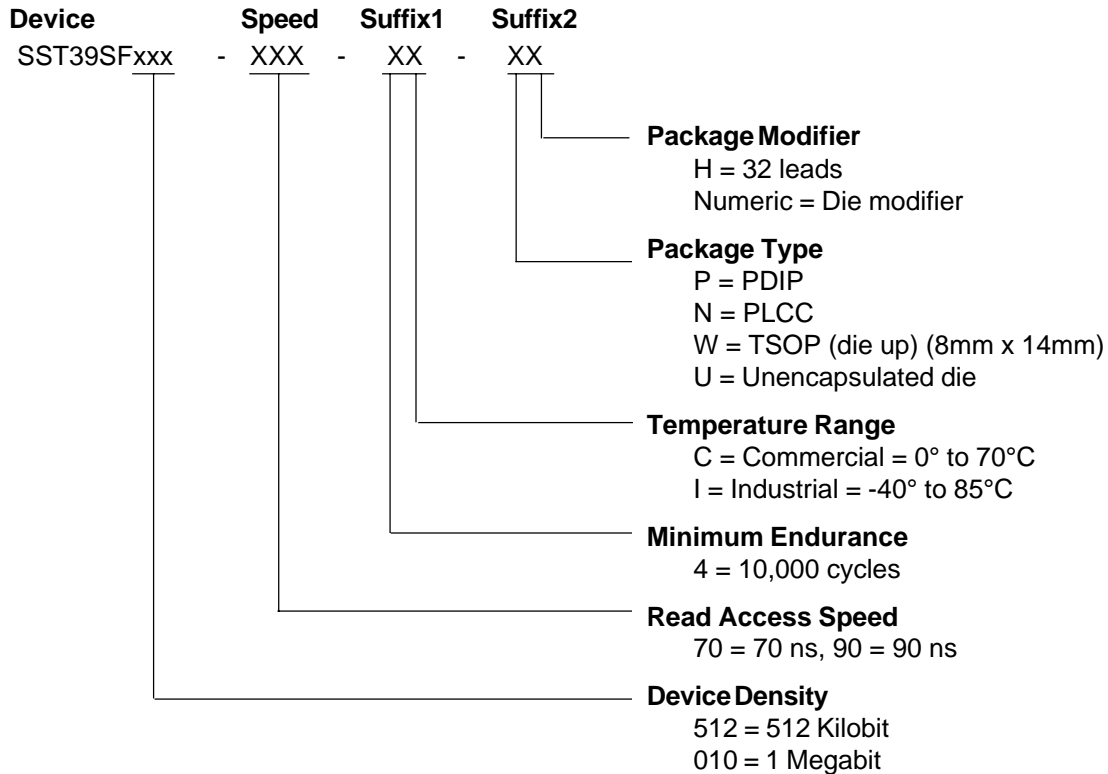 Device Speed Suffix1 Suffix2
SST39SFxxx - XXX - XX - XX
Package Modifier
H = 32 leads
Numeric = Die modifier
Package Type
P = PDIP
N = PLCC
W = TSOP (die up) (8mm x 14mm)
U = Unencapsulated die
Temperature Range
C = Commercial = 0° to 70°C
I = Industrial = -40° to 85°C
Minimum Endurance
4 = 10,000 cycles
Read Access Speed
70 = 70 ns, 90 = 90 ns
Device Density
512 = 512 Kilobit
010 = 1 Megabit